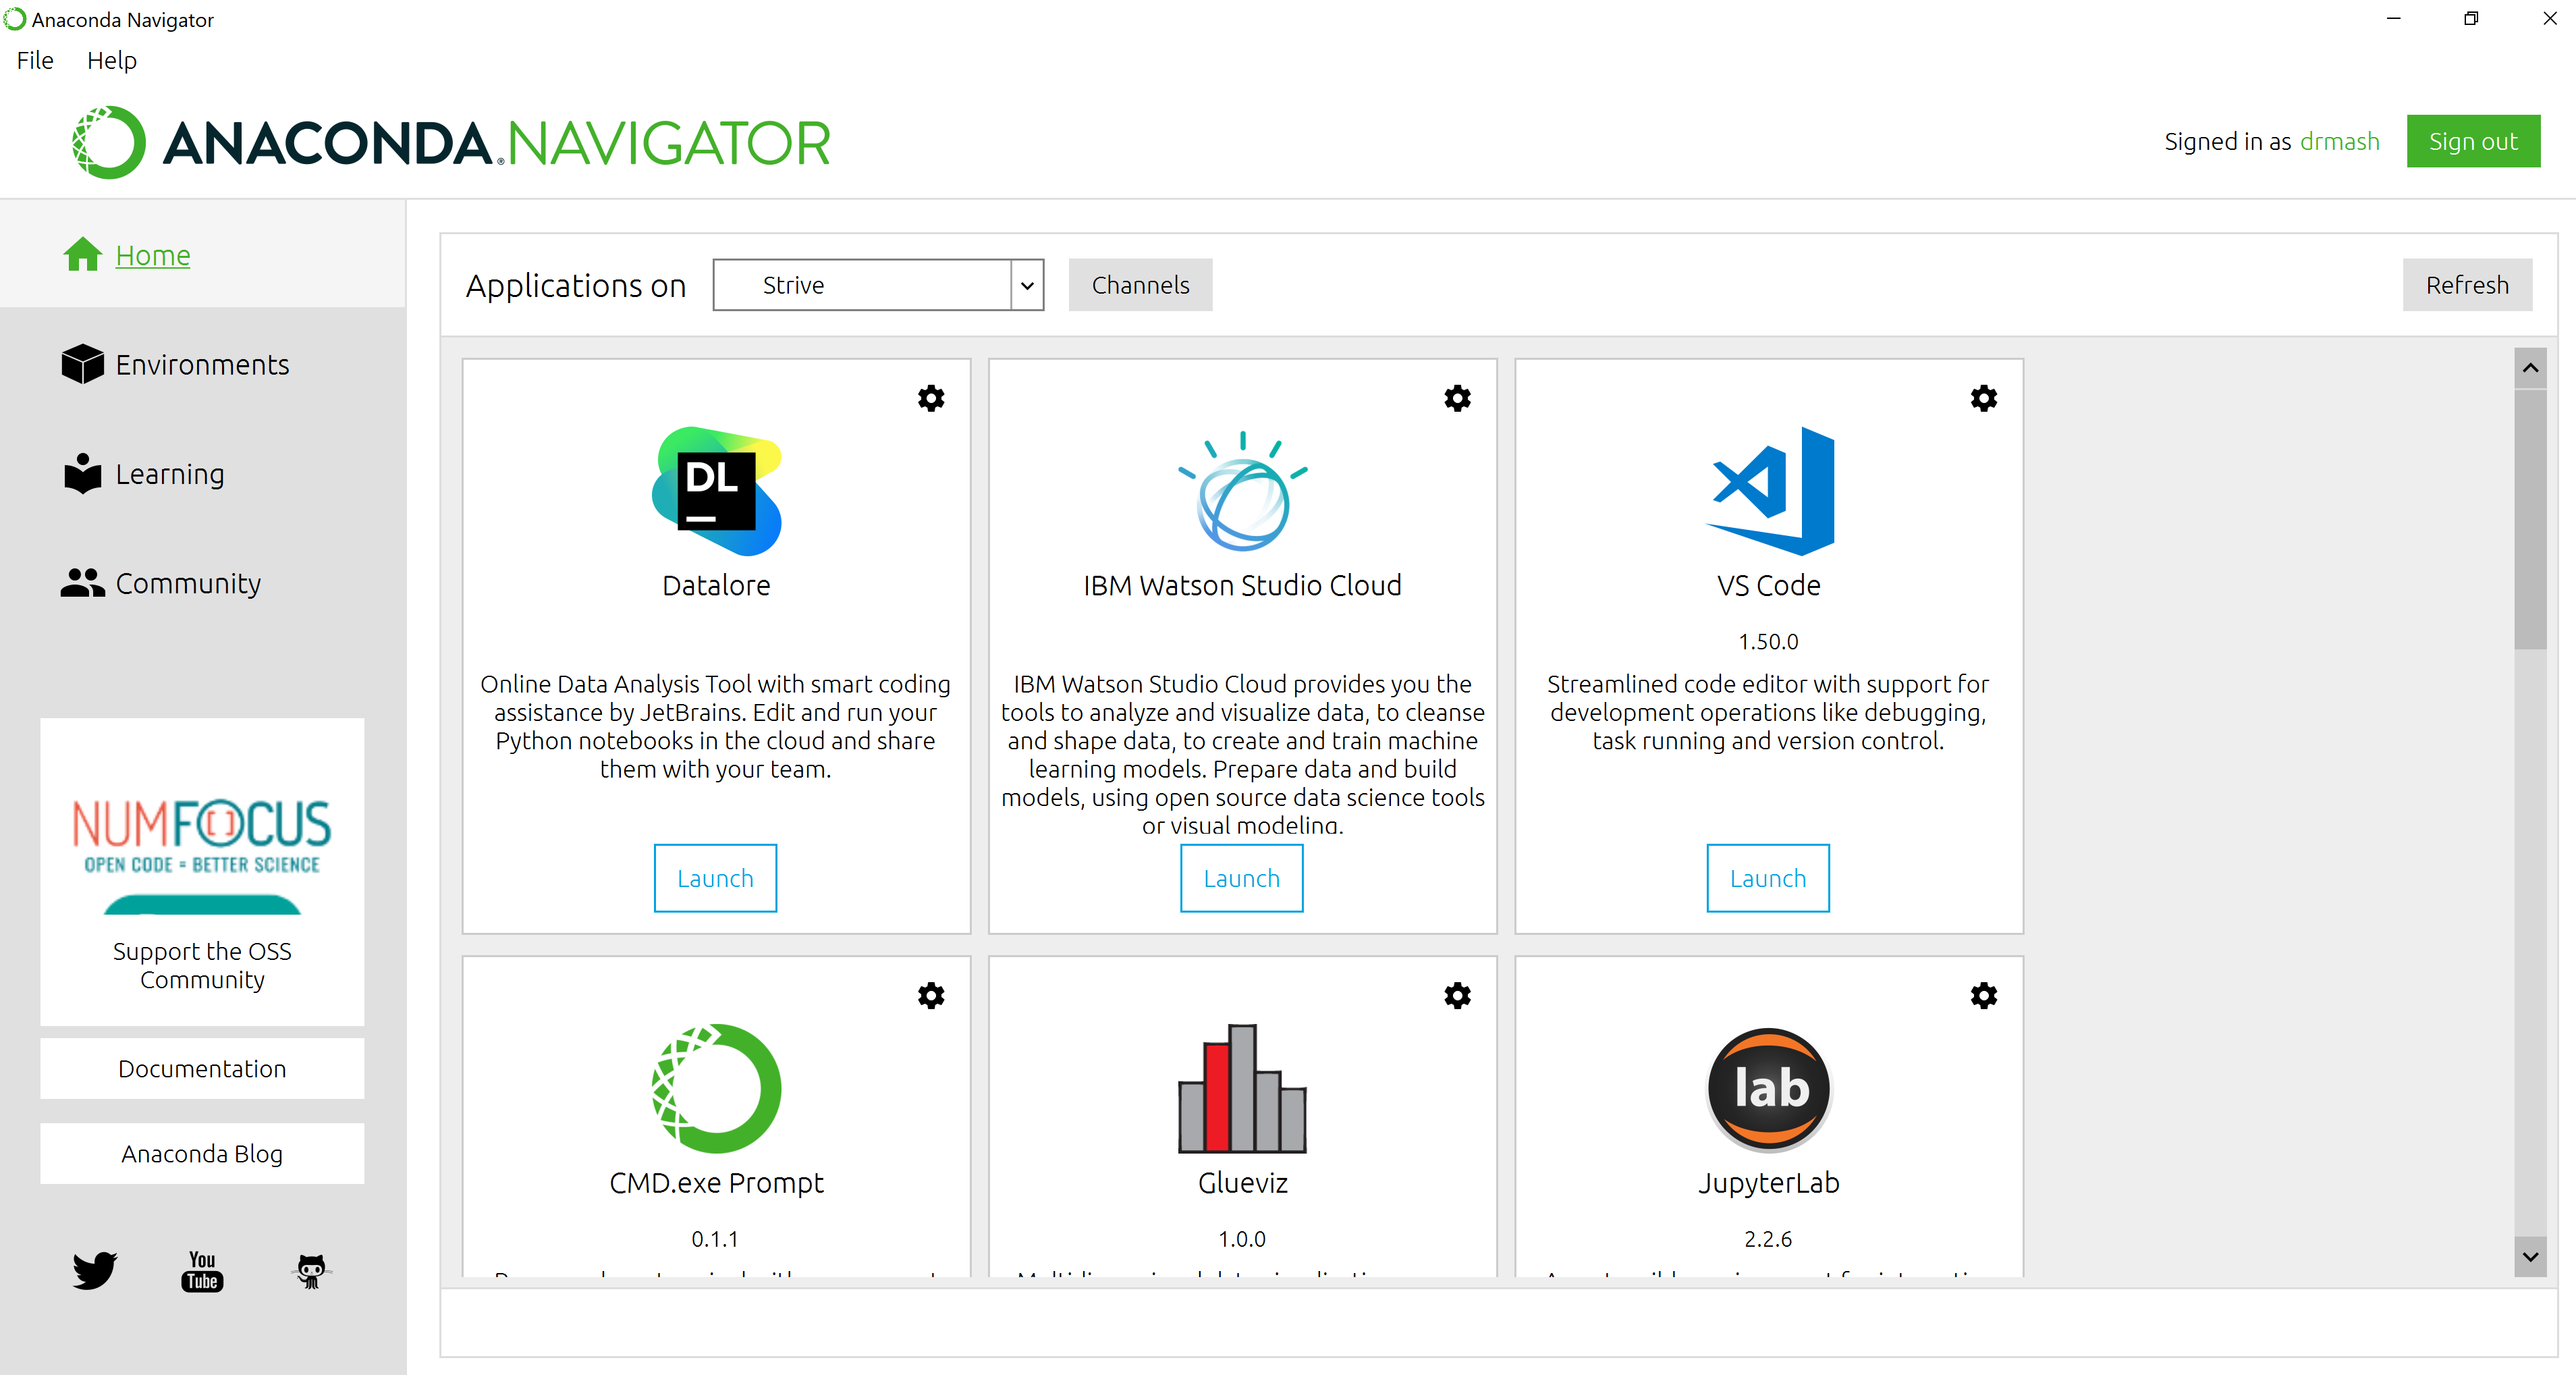 Anaconda Navigator
File Help
ANACONDA.NAVIGATOR
Signed in as drmash Sign out
Home
Environments
Learning
Community
NUMFOCUS
OPEN CODE = BETTER SCIENCE
Support the OSS
Community
Documentation
Anaconda Blog
You
Tube
Applications on Strive Channels Refresh
DL
Datalore
Online Data Analysis Tool with smart coding
assistance by JetBrains. Edit and run your
Python notebooks in the cloud and share
them with your team.
Launch
IBM Watson Studio Cloud
IBM Watson Studio Cloud provides you the
tools to analyze and visualize data, to cleanse
and shape data, to create and train machine
learning models. Prepare data and build
models, using open source data science tools
or visual modeling.
Launch
VS Code
1.50.0
Streamlined code editor with support for
development operations like debugging,
task running and version control.
Launch
CMD.exe Prompt
0.1.1
Glueviz
1.0.0
lab
JupyterLab
2.2.6